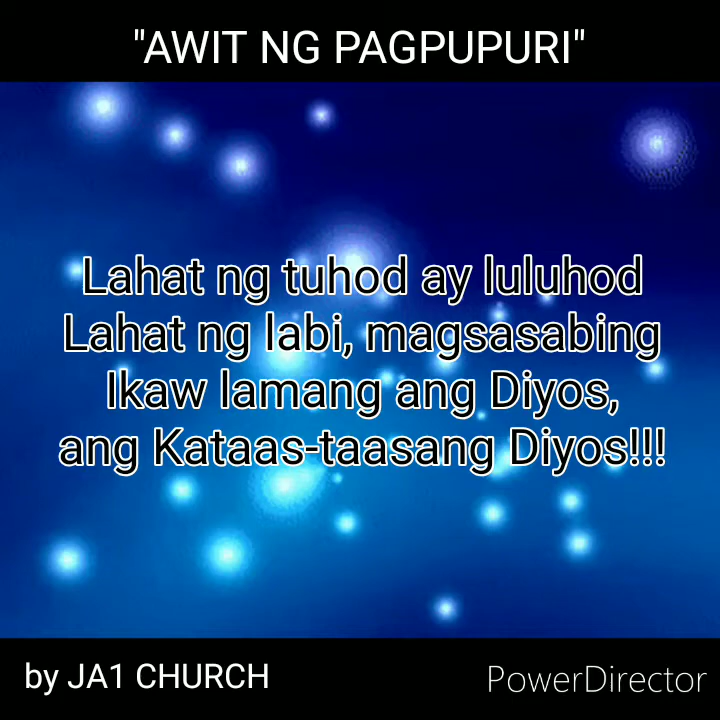 "AWIT NG PAGPUPURI"
Lahat ng tuhod ay luluhod
Lahat ng labi, magsasabing
Ikaw lamang ang Diyos,
ang Kataas-taasang Diyos!!!
by JA1 CHURCH
PowerDirector